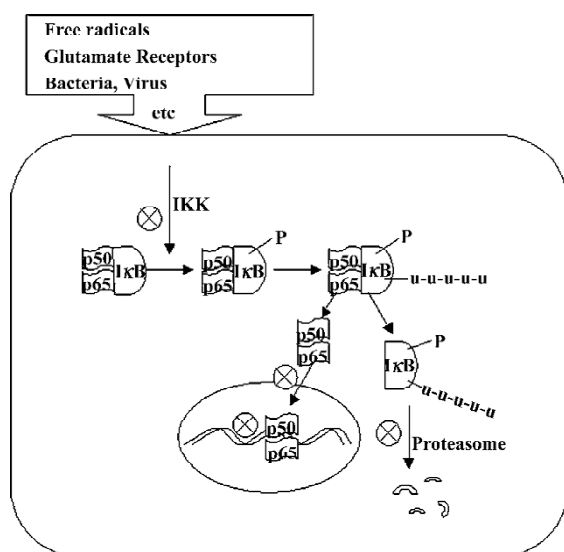 Free radicals
Glutamate Receptors
Bacteria, Virus
etc
IKK
P
P
p50
p65
IκB
p50
p65
IκB
p50
p65
IκB
u-u-u-u-u
p50
p65
P
IκB
u-u-u-u-u
p50
p65
Proteasome